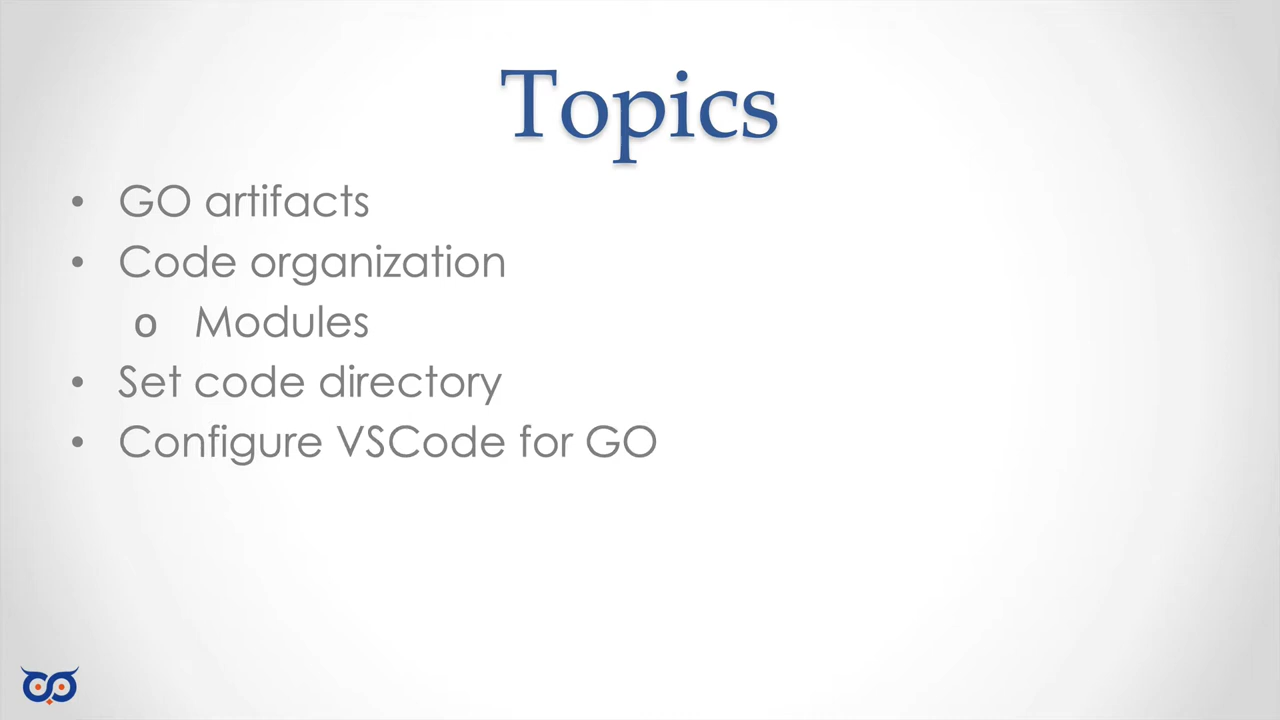 Topics
• GO artifacts
• Code organization
o Modules
• Set code directory
• Configure VSCode for GO